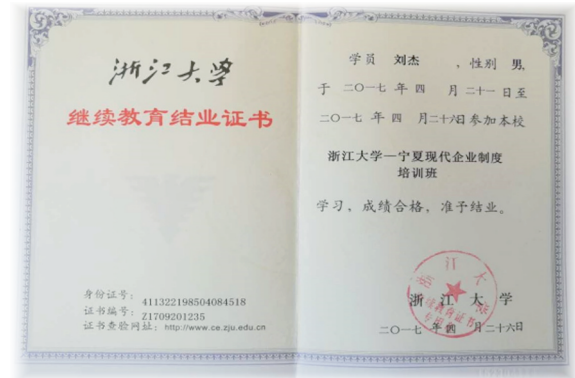 浙江大学
继续教育结业证书
身份证号：411322198504084518
证书编号：Z1709201235
证书查验网址：http://www.ce.zju.edu.cn
学员 刘杰 ，性别 男，
于 二〇一七 年 四 月 二十一 日至
二〇一七 年 四 月二十六日参加本校
浙江大学—宁夏现代企业制度
培训班
学习，成绩合格，准予结业。
浙江大学
二〇一七 年 四 月二十六日